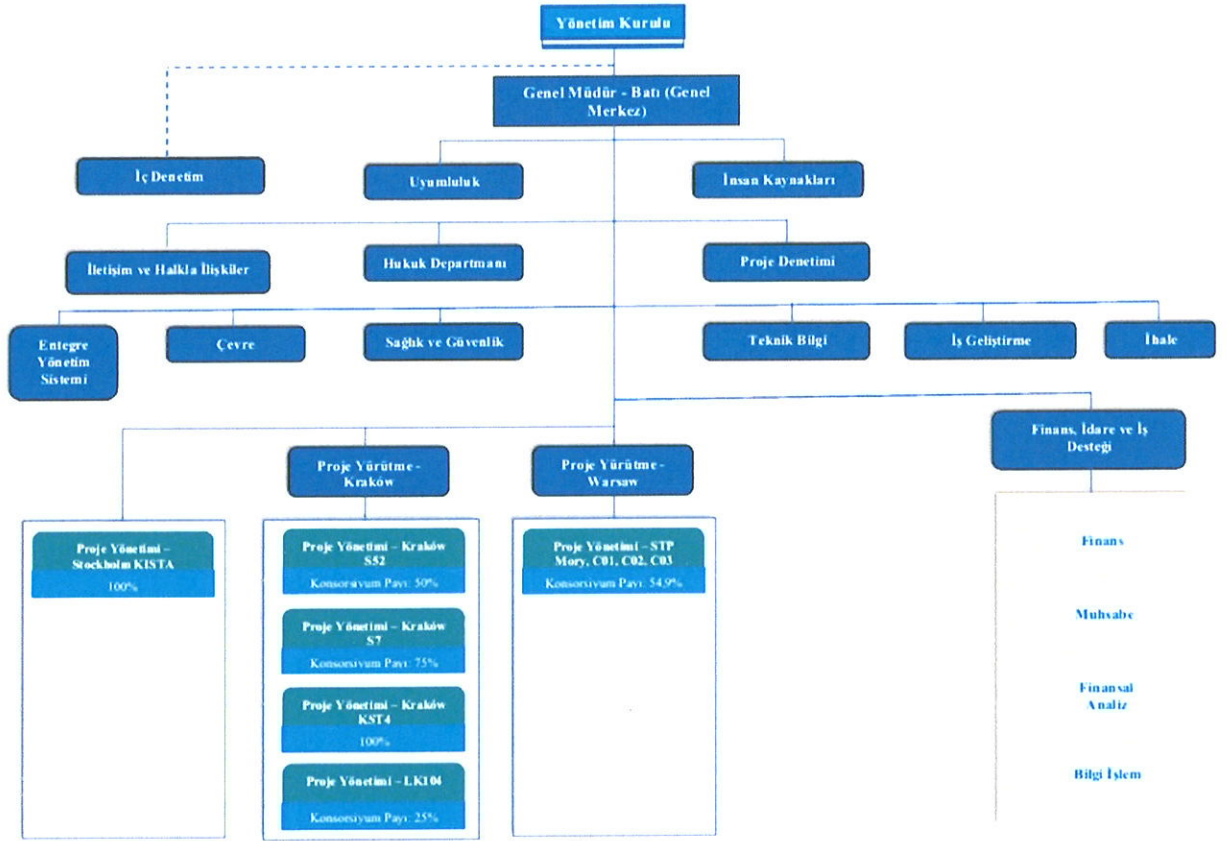 Yönetim Kurulu
Genel Müdür - Batı (Genel
Merkez)
İç Denetim
Uyumluluk
İnsan Kaynakları
İletişim ve Halkla İlişkiler
Hukuk Departmanı
Proje Denetimi
Entegre
Yönetim
Sistemi
Çevre
Sağlık ve Güvenlik
Teknik Bilgi
İş Geliştirme
İhale
Finans, İdare ve İş
Desteği
Proje Yürütme -
Kraków
Proje Yürütme -
Warsaw
Proje Yönetimi –
Stockholm KISTA
100%
Proje Yönetimi – Kraków
S52
Konsorsiyum Payı: 50%
Proje Yönetimi – Kraków
S7
Konsorsiyum Payı: 75%
Proje Yönetimi – Kraków
KST4
100%
Proje Yönetimi – LK104
Konsorsiyum Payı: 25%
Proje Yönetimi – STP
Mory, C01, C02, C03
Konsorsiyum Payı: 54,9%
Finans
Muhsabe
Finansal
Analiz
Bilgi İşlem